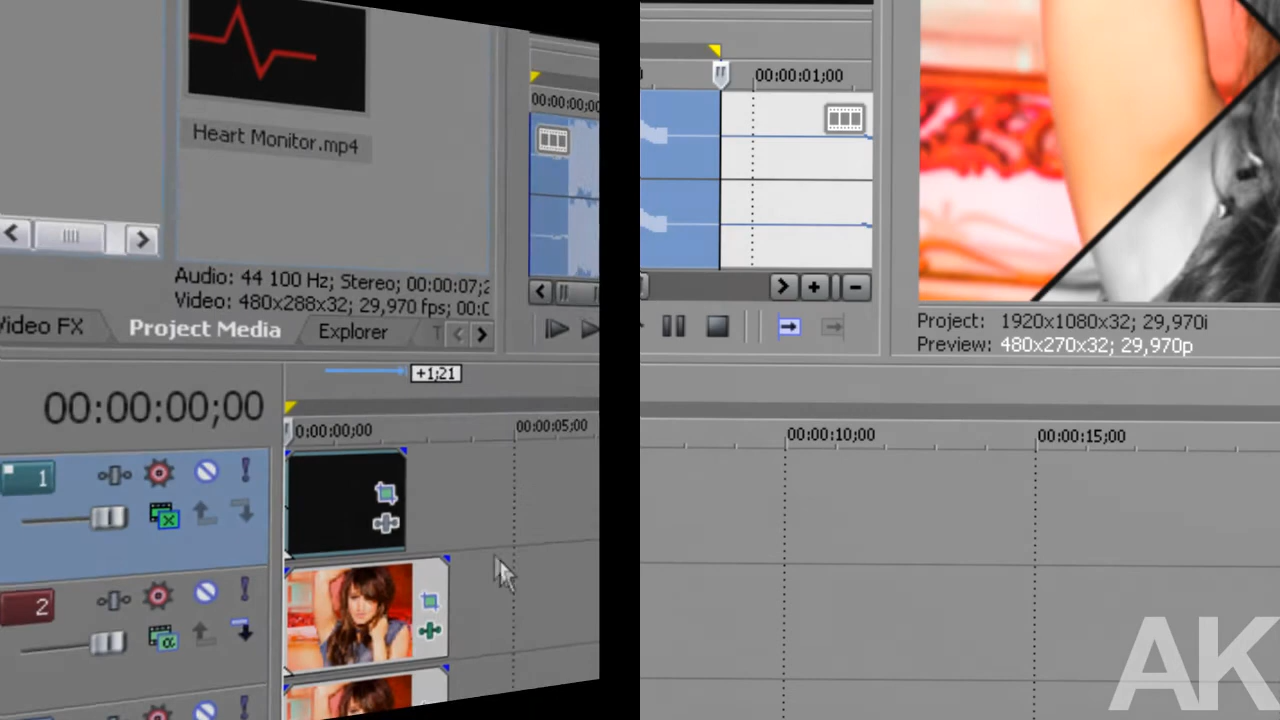 00:00:01;00
00:00:00;00
Heart Monitor.mp4
Audio: 44 100 Hz; Stereo; 00:00:07;2
Video: 480x288x32; 29,970 fps; 00:0
Video FX Project Media Explorer T
Project: 1920x1080x32; 29,970i
Preview: 480x270x32; 29,970p
+1;21
00:00:00;00
0:00:00;00 00:00:05;00 00:00:10;00 00:00:15;00
1
2
AK